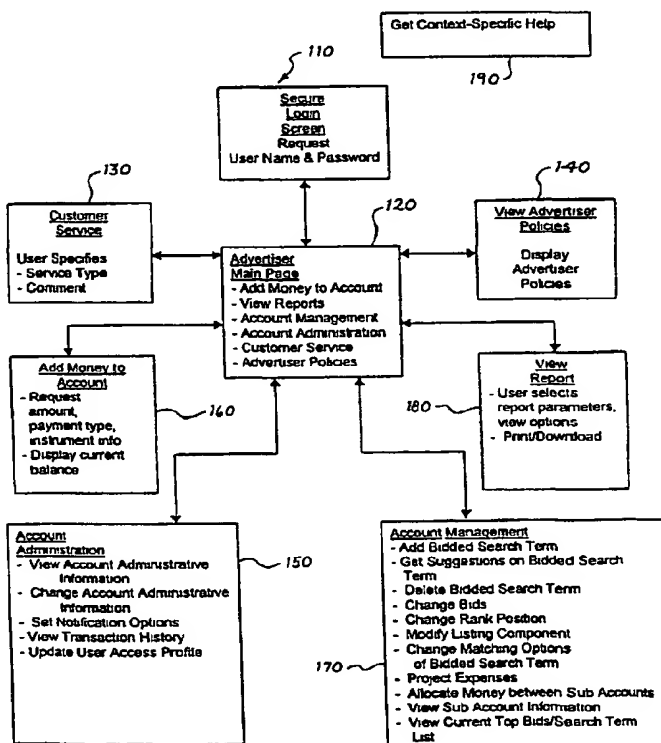 Get Context-Specific Help
190
110
Secure
Login
Screen
Request
User Name & Password
130
Customer
Service
User Specifies
- Service Type
- Comment
120
Advertiser
Main Page
- Add Money to Account
- View Reports
- Account Management
- Account Administration
- Customer Service
- Advertiser Policies
140
View Advertiser
Policies
Display
Advertiser
Policies
Add Money to
Account
- Request
amount,
payment type,
instrument info
- Display current
balance
160
View
Report
- User selects
report parameters,
view options
- Print/Download
180
Account
Administration
- View Account Administrative
Information
- Change Account Administrative
Information
- Set Notification Options
- View Transaction History
- Update User Access Profile
150
Account Management
- Add Bidded Search Term
- Get Suggestions on Bidded Search
Term
- Delete Bidded Search Term
- Change Bids
- Change Rank Position
- Modify Listing Component
- Change Matching Options
of Bidded Search Term
- Project Expenses
- Allocate Money between Sub Accounts
- View Sub Account Information
- View Current Top Bids/Search Term
List
170